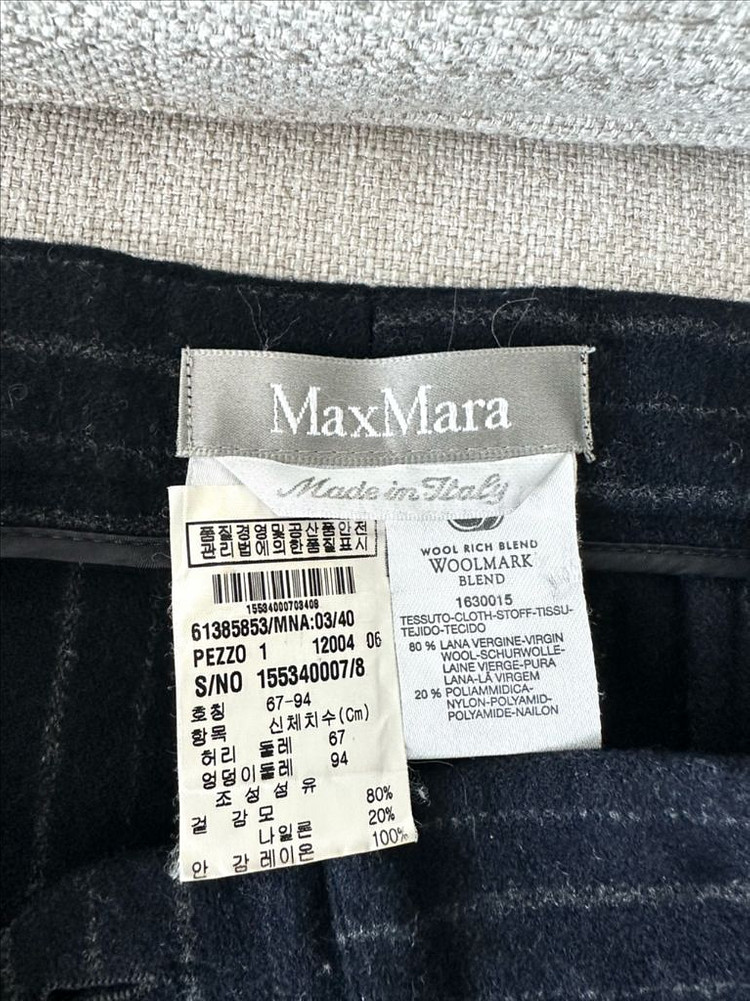 MaxMara
Made in Italy
품질경영및공산품안전
관리법에의한품질표시
15534000703408
61385853/MNA:03/40
PEZZO 1 12004 06
S/NO 155340007/8
호칭 67-94
항목 신체치수(Cm)
허리 둘레 67
엉덩이둘레 94
조성섬유
겉 감 모 80%
나일론 20%
안 감 레이온 100%
WOOL RICH BLEND
WOOLMARK
BLEND
1630015
TESSUTO-CLOTH-STOFF-TISSU-
TEJIDO-TECIDO
80 % LANA VERGINE-VIRGIN
WOOL-SCHURWOLLE-
LAINE VIERGE-PURA
LANA-LÃ VIRGEM
20 % POLIAMMIDICA-
NYLON-POLYAMID-
POLYAMIDE-NAILON